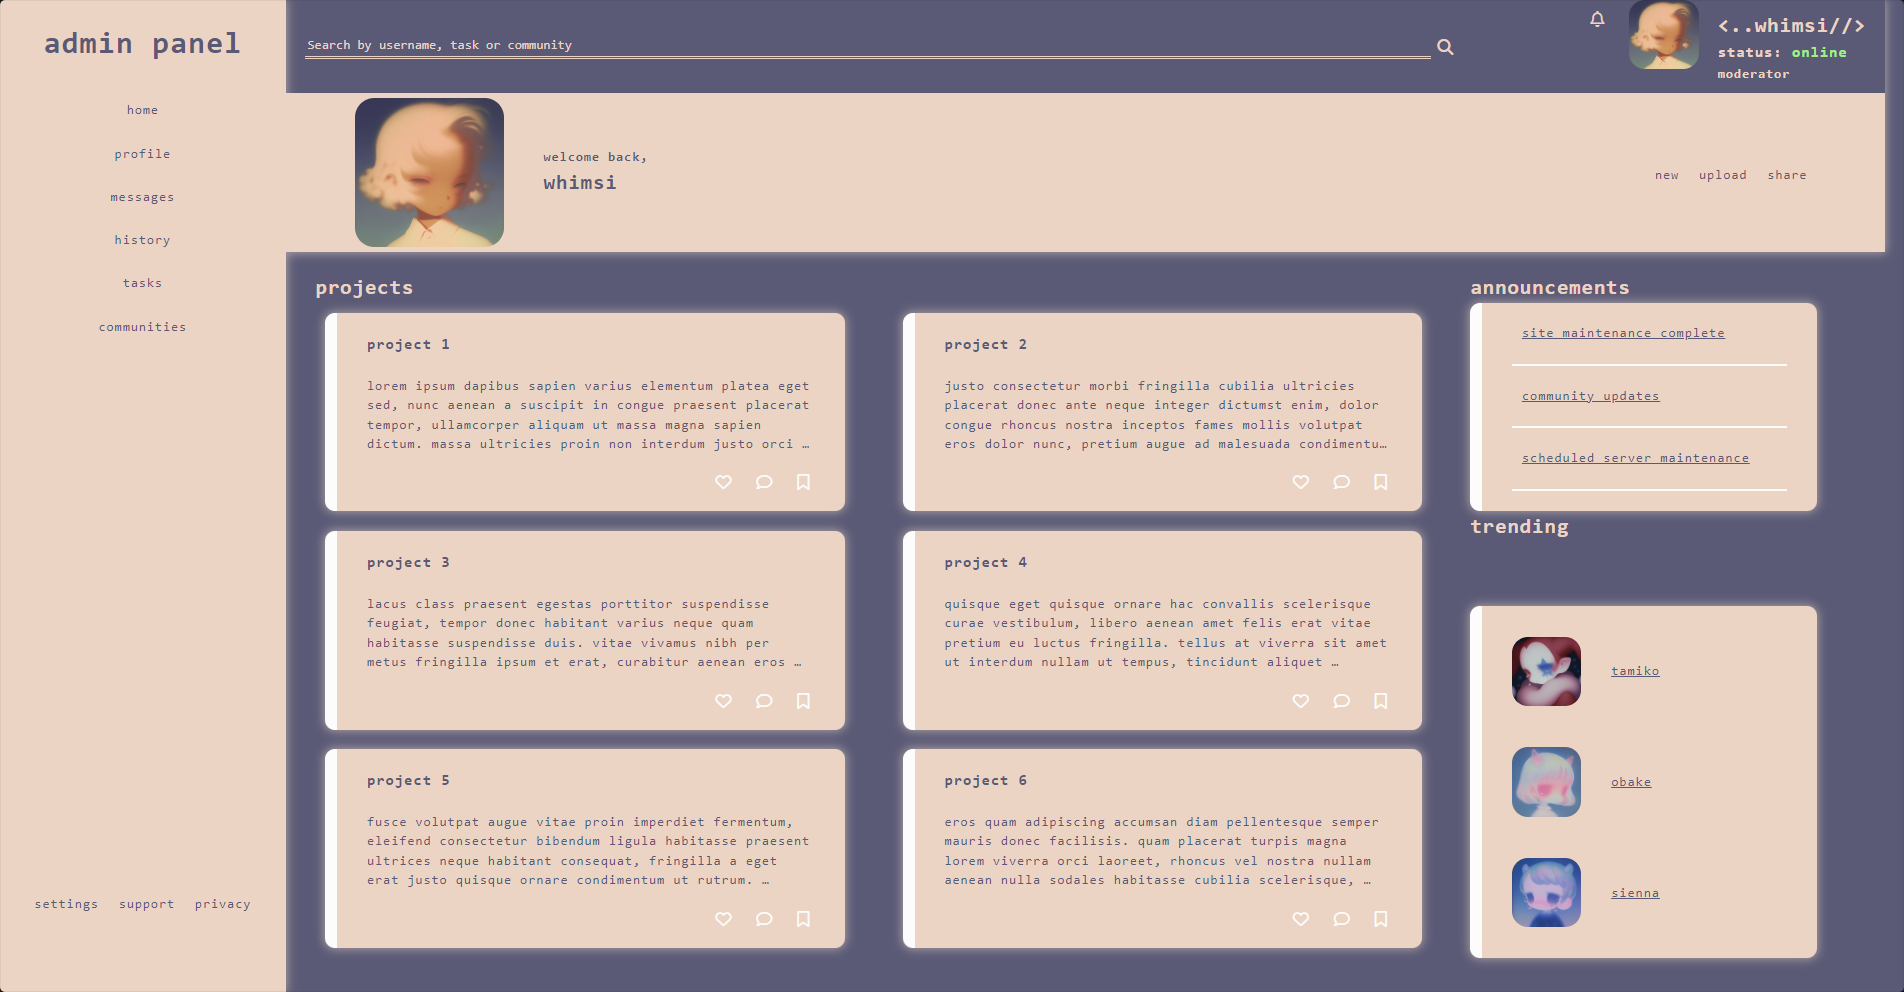 admin panel
home
profile
messages
history
tasks
communities
settings support privacy
Search by username, task or community
<..whimsi//>
status: online
moderator
welcome back,
whimsi
new upload share
projects
project 1
lorem ipsum dapibus sapien varius elementum platea eget
sed, nunc aenean a suscipit in congue praesent placerat
tempor, ullamcorper aliquam ut massa magna sapien
dictum. massa ultricies proin non interdum justo orci …
project 2
justo consectetur morbi fringilla cubilia ultricies
placerat donec ante neque integer dictumst enim, dolor
congue rhoncus nostra inceptos fames mollis volutpat
eros dolor nunc, pretium augue ad malesuada condimentu…
project 3
lacus class praesent egestas porttitor suspendisse
feugiat, tempor donec habitant varius neque quam
habitasse suspendisse duis. vitae vivamus nibh per
metus fringilla ipsum et erat, curabitur aenean eros …
project 4
quisque eget quisque ornare hac convallis scelerisque
curae vestibulum, libero aenean amet felis erat vitae
pretium eu luctus fringilla. tellus at viverra sit amet
ut interdum nullam ut tempus, tincidunt aliquet …
project 5
fusce volutpat augue vitae proin imperdiet fermentum,
eleifend consectetur bibendum ligula habitasse praesent
ultrices neque habitant consequat, fringilla a eget
erat justo quisque ornare condimentum ut rutrum. …
project 6
eros quam adipiscing accumsan diam pellentesque semper
mauris donec facilisis. quam placerat turpis magna
lorem viverra orci laoreet, rhoncus vel nostra nullam
aenean nulla sodales habitasse cubilia scelerisque, …
announcements
site maintenance complete
community updates
scheduled server maintenance
trending
tamiko
obake
sienna